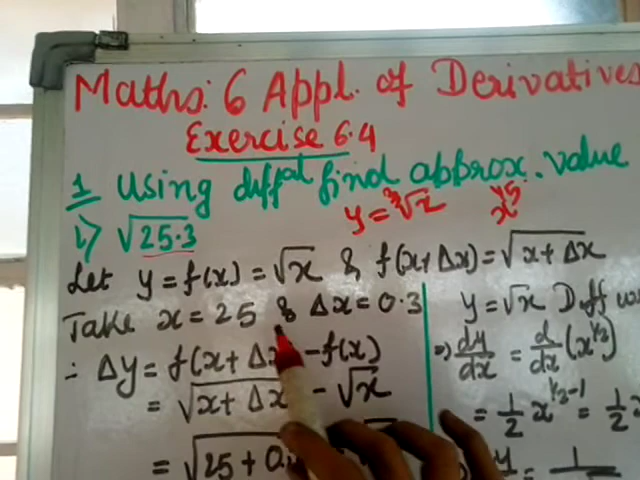 Maths: 6 Appl. of Derivatives
Exercise 6.4
1 Using diffal find approx. value
y = ³√x x^1/5
i) √25.3
Let y = f(x) = √x & f(x + Δx) = √x + Δx
Take x = 25 & Δx = 0.3
∴ Δy = f(x + Δx) - f(x)
= √x + Δx - √x
= √25 + 0.
y = √x Diff
⇒ dy/dx = d/dx (x^1/2)
= 1/2 x^1/2-1 = 1/2